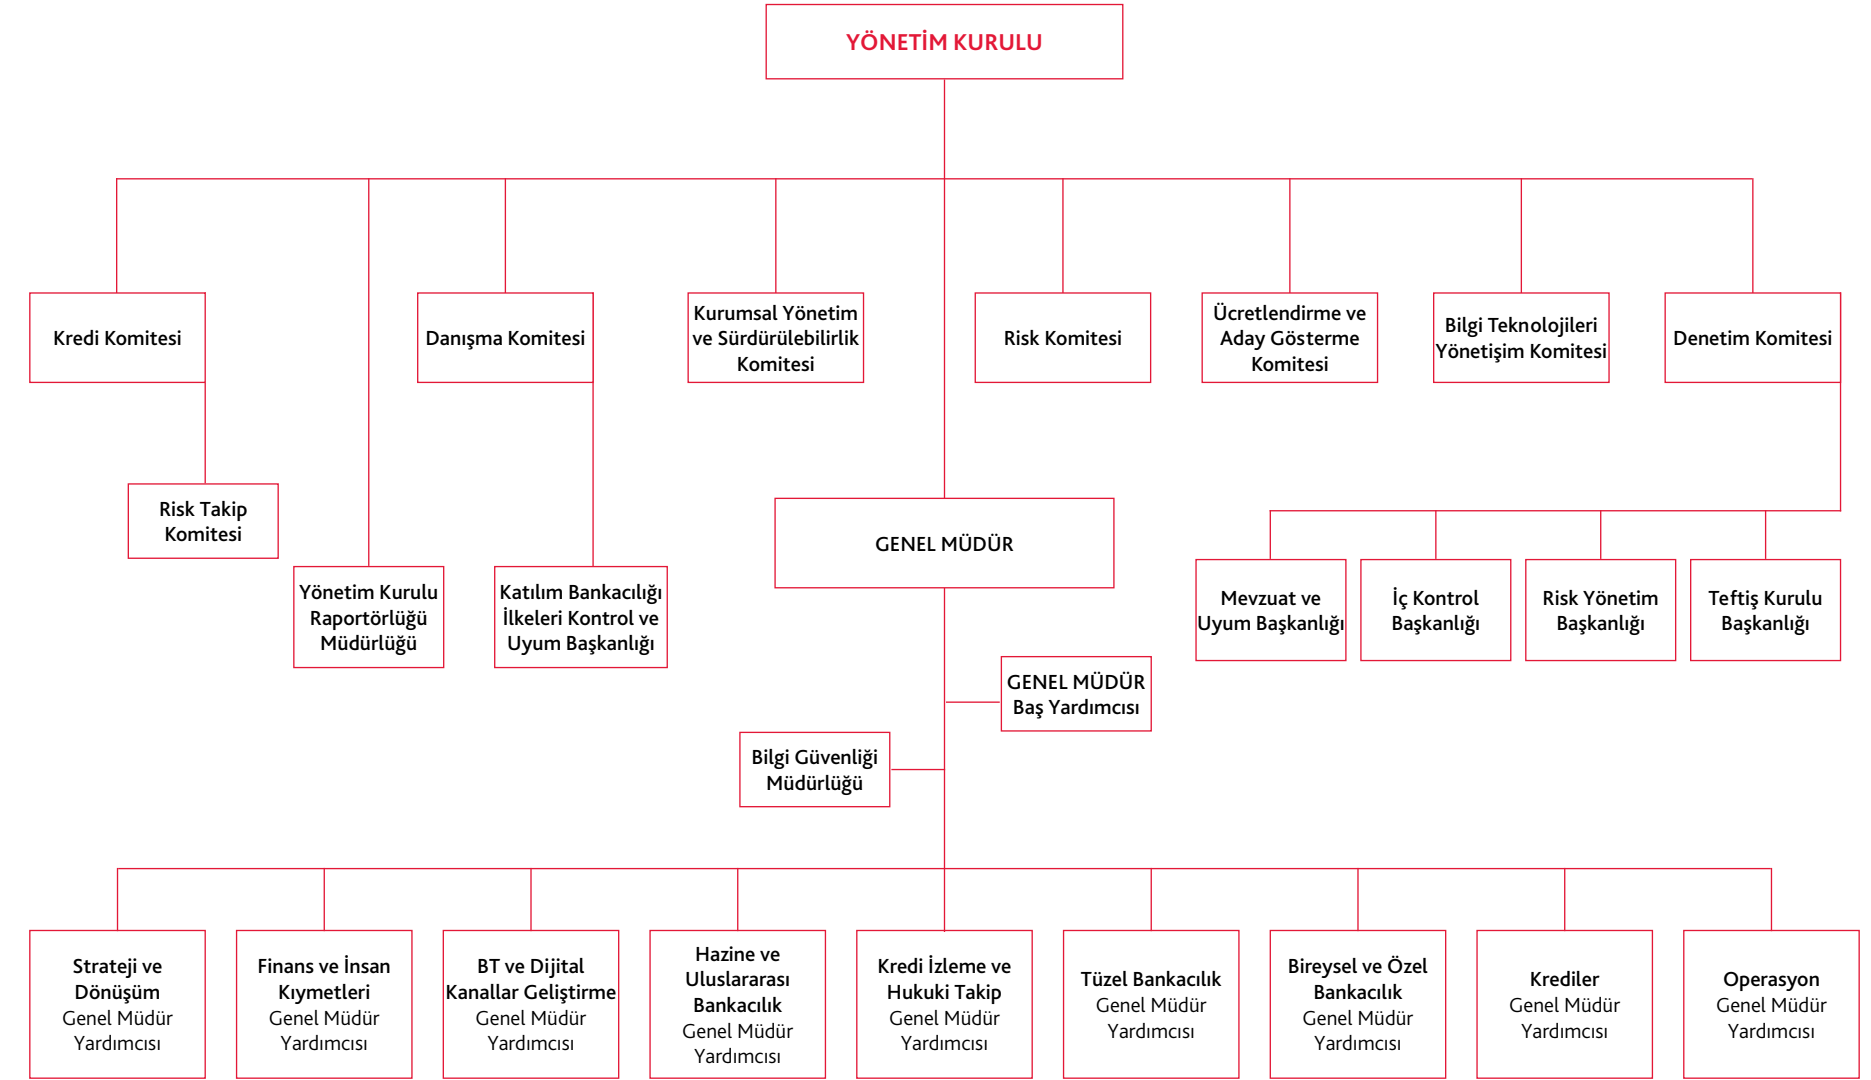 YÖNETİM KURULU
Kredi Komitesi
Danışma Komitesi
Kurumsal Yönetim
ve Sürdürülebilirlik
Komitesi
Risk Komitesi
Ücretlendirme ve
Aday Gösterme
Komitesi
Bilgi Teknolojileri
Yönetişim Komitesi
Denetim Komitesi
Risk Takip
Komitesi
GENEL MÜDÜR
Yönetim Kurulu
Raportörlüğü
Müdürlüğü
Katılım Bankacılığı
İlkeleri Kontrol ve
Uyum Başkanlığı
Mevzuat ve
Uyum Başkanlığı
İç Kontrol
Başkanlığı
Risk Yönetim
Başkanlığı
Teftiş Kurulu
Başkanlığı
GENEL MÜDÜR
Baş Yardımcısı
Bilgi Güvenliği
Müdürlüğü
Strateji ve
Dönüşüm
Genel Müdür
Yardımcısı
Finans ve İnsan
Kıymetleri
Genel Müdür
Yardımcısı
BT ve Dijital
Kanallar Geliştirme
Genel Müdür
Yardımcısı
Hazine ve
Uluslararası
Bankacılık
Genel Müdür
Yardımcısı
Kredi İzleme ve
Hukuki Takip
Genel Müdür
Yardımcısı
Tüzel Bankacılık
Genel Müdür
Yardımcısı
Bireysel ve Özel
Bankacılık
Genel Müdür
Yardımcısı
Krediler
Genel Müdür
Yardımcısı
Operasyon
Genel Müdür
Yardımcısı